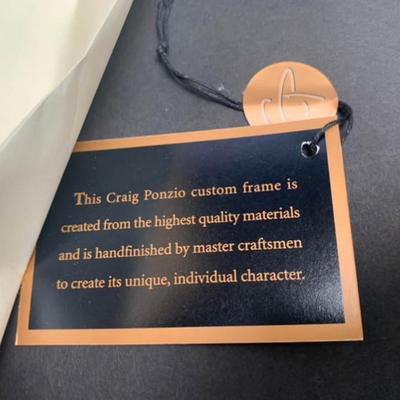 This Craig Ponzio custom frame is
created from the highest quality materials
and is handfinished by master craftsmen
to create its unique, individual character.